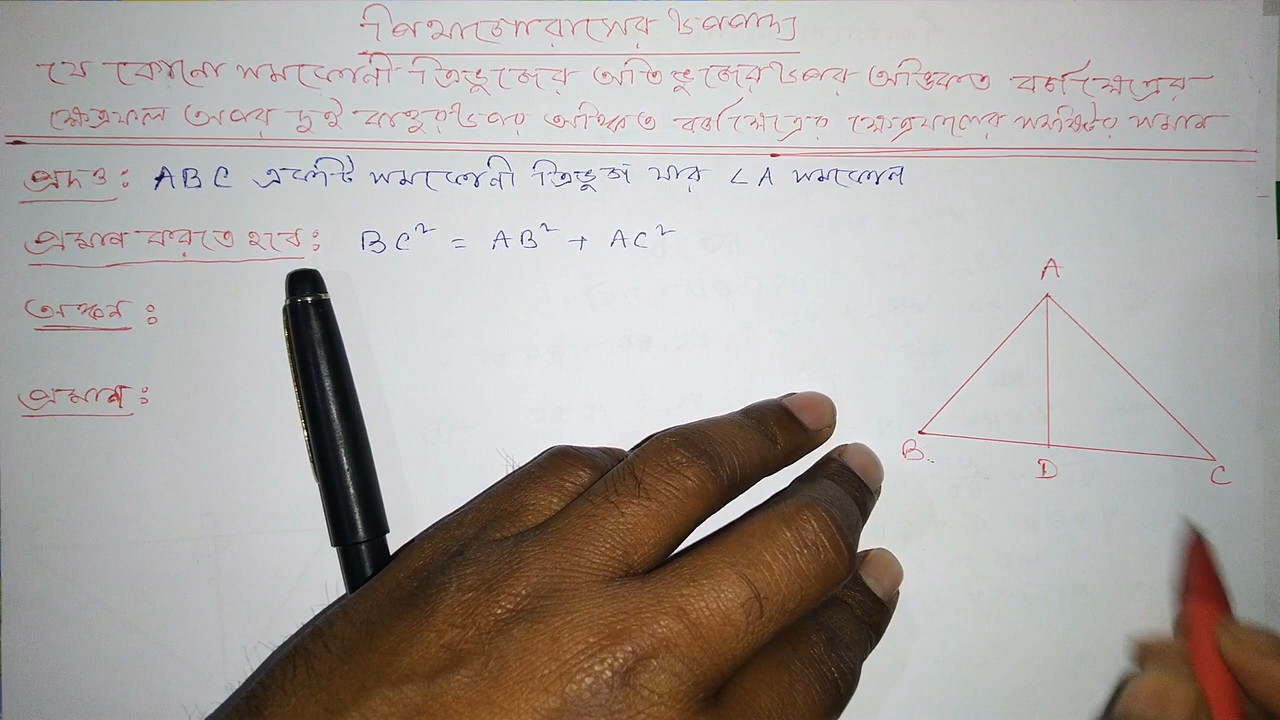 পিথাগোরাসের উপপাদ্য
যে কোনো সমকোনী ত্রিভুজের অতিভুজের উপর অঙ্কিত বর্গক্ষেত্রের
ক্ষেত্রফল অপর দুই বাহুর উপর অঙ্কিত বর্গক্ষেত্রের ক্ষেত্রফলের সমষ্টির সমান
প্রদত্ত : ABC একটি সমকোনী ত্রিভুজ যার ∠A সমকোন
প্রমান করতে হবে : BC² = AB² + AC²
অঙ্কন :
প্রমান :
A
B
D
C